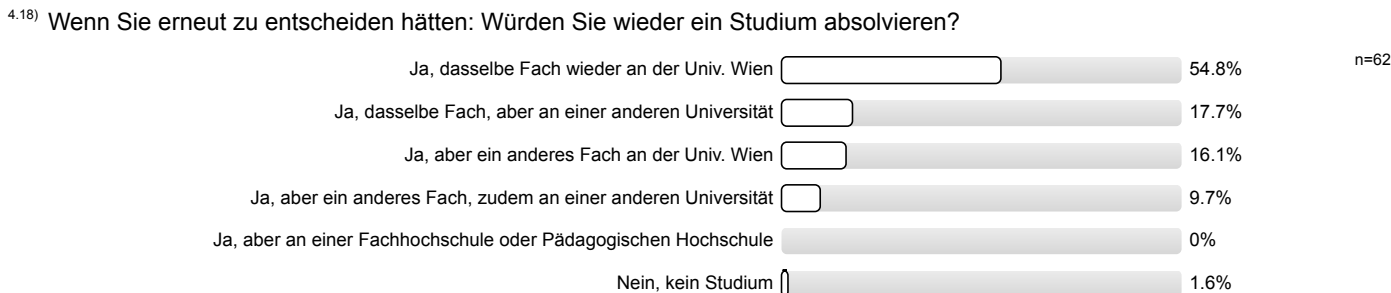 4.18) Wenn Sie erneut zu entscheiden hätten: Würden Sie wieder ein Studium absolvieren?
Ja, dasselbe Fach wieder an der Univ. Wien 54.8% n=62
Ja, dasselbe Fach, aber an einer anderen Universität 17.7%
Ja, aber ein anderes Fach an der Univ. Wien 16.1%
Ja, aber ein anderes Fach, zudem an einer anderen Universität 9.7%
Ja, aber an einer Fachhochschule oder Pädagogischen Hochschule 0%
Nein, kein Studium 1.6%